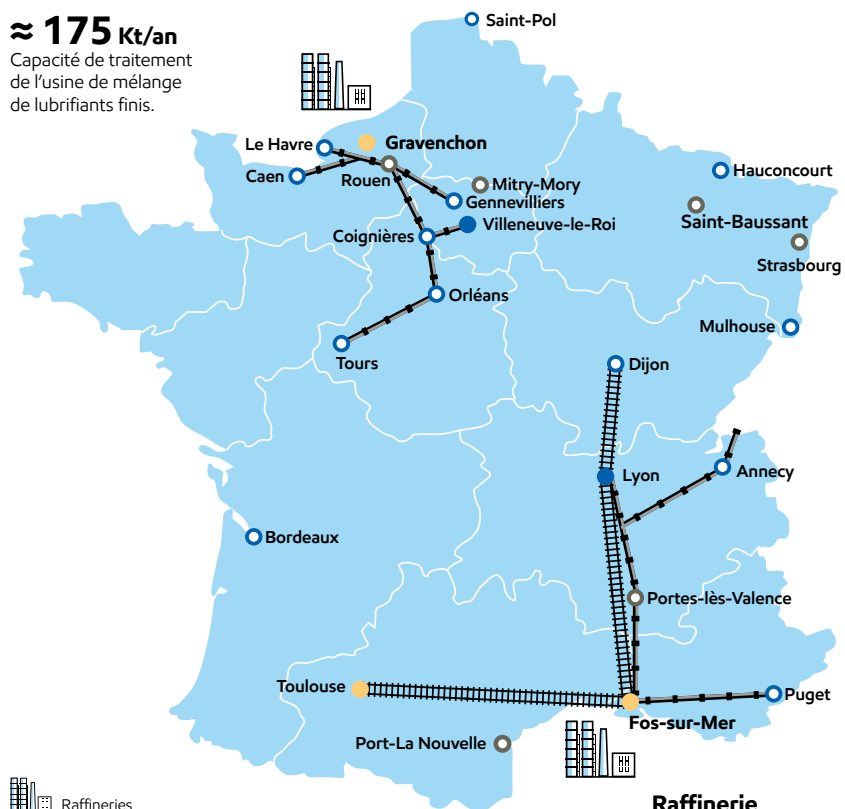 ≈ 175 Kt/an
Capacité de traitement
de l'usine de mélange
de lubrifiants finis.
Saint-Pol
Le Havre
Gravenchon
Caen
Rouen
Mitry-Mory
Gennevilliers
Hauconcourt
Saint-Baussant
Coignières
Villeneuve-le-Roi
Strasbourg
Orléans
Mulhouse
Tours
Dijon
Lyon
Annecy
Bordeaux
Portes-lès-Valence
Toulouse
Puget
Fos-sur-Mer
Port-La Nouvelle
Raffineries
Raffinerie